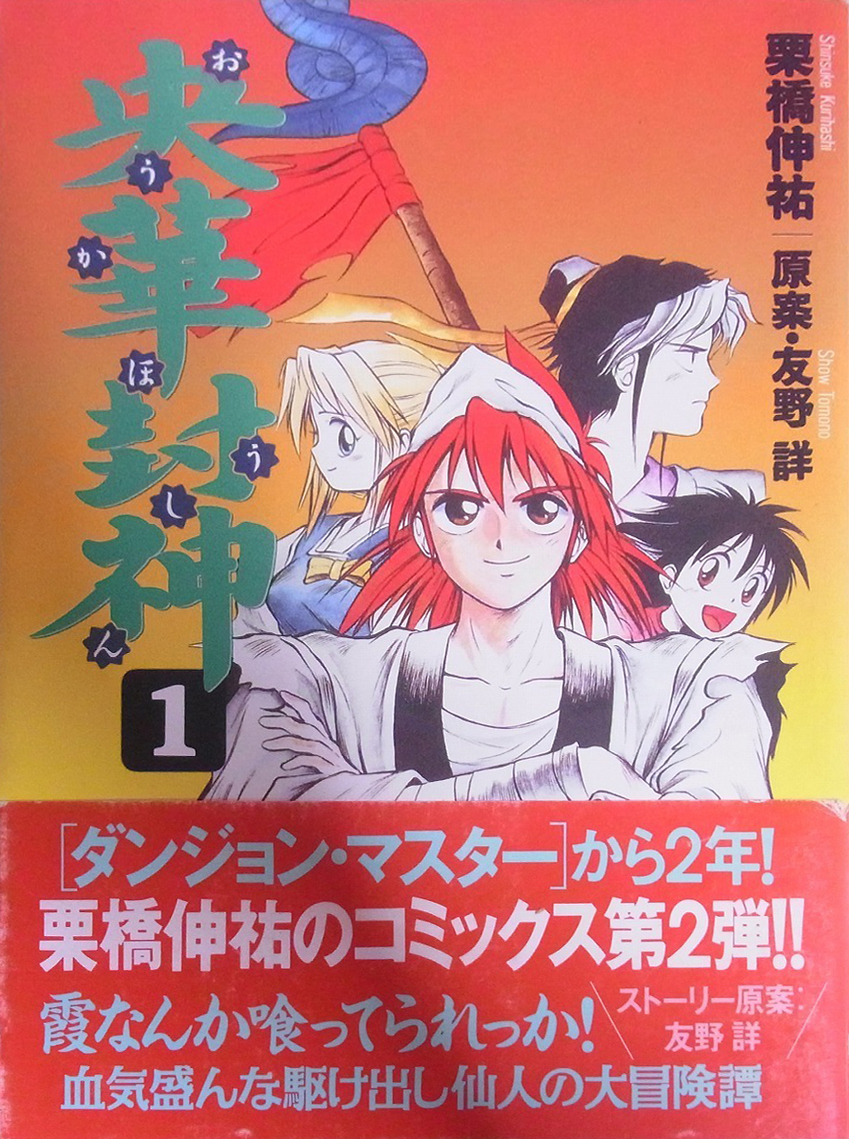 央華封神
おうかほうしん
1
栗橋伸祐
Shinsuke Kurihashi
原案・友野 詳
Show Tomono
[ダンジョン・マスター]から2年!
栗橋伸祐のコミックス第2弾!!
霞なんか喰ってられっか!
ストーリー原案:
友野 詳
血気盛んな駆け出し仙人の大冒険譚